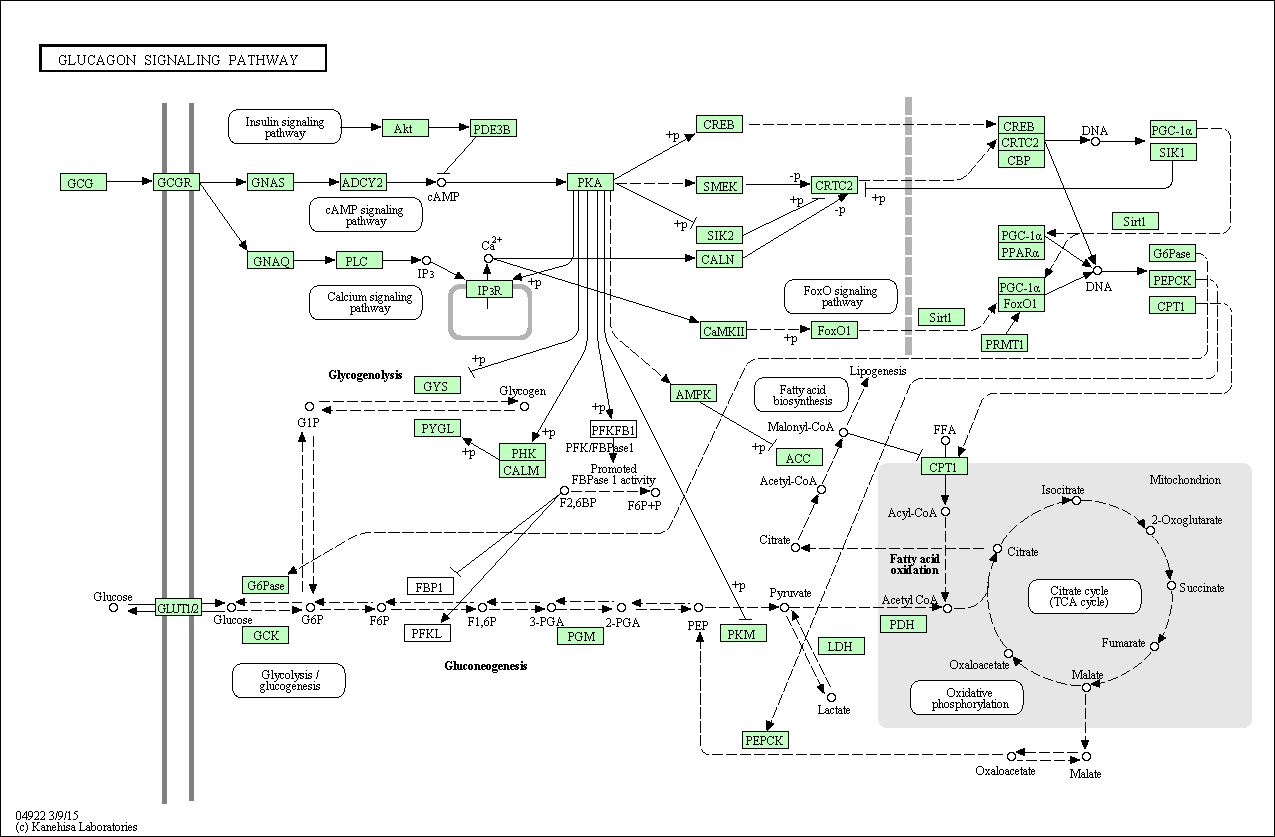 GLUCAGON SIGNALING PATHWAY
Insulin signaling
pathway
Akt
PDE3B
CREB
+p
CREB
CRTC2
CBP
DNA
PGC-1α
SIK1
GCG
GCGR
GNAS
ADCY2
cAMP
PKA
SMEK
-p
CRTC2
+p
+p
-p
cAMP signaling
pathway
+p
SIK2
CALN
Sirt1
PGC-1α
PPARα
G6Pase
GNAQ
PLC
IP3
Ca2+
IP3R
+p
DNA
PEPCK
CPT1
Calcium signaling
pathway
FoxO signaling
pathway
PGC-1α
FoxO1
Sirt1
CaMKII
+p
FoxO1
PRMT1
Glycogenolysis
GYS
+p
Glycogen
G1P
PYGL
+p
PHK
CALM
+p
+p
PFKFB1
PFK/FBPase1
Promoted
FBPase 1 activity
F2,6BP
F6P+P
AMPK
+p
ACC
Fatty acid
biosynthesis
Lipogenesis
Malonyl-CoA
Acetyl-CoA
Citrate
FFA
CPT1
Acyl-CoA
Fatty acid
oxidation
Mitochondrion
Isocitrate
2-Oxoglutarate
Citrate
Citrate cycle
(TCA cycle)
Succinate
Fumarate
Malate
Oxaloacetate
Oxidative
phosphorylation
G6Pase
FBP1
+p
Glucose
GLUT1/2
Glucose
G6P
F6P
F1,6P
3-PGA
2-PGA
PEP
Pyruvate
Acetyl CoA
GCK
PFKL
PGM
PKM
LDH
PDH
Gluconeogenesis
Glycolysis /
glucogenesis
Lactate
PEPCK
Oxaloacetate
Malate
04922 3/9/15
(c) Kanehisa Laboratories